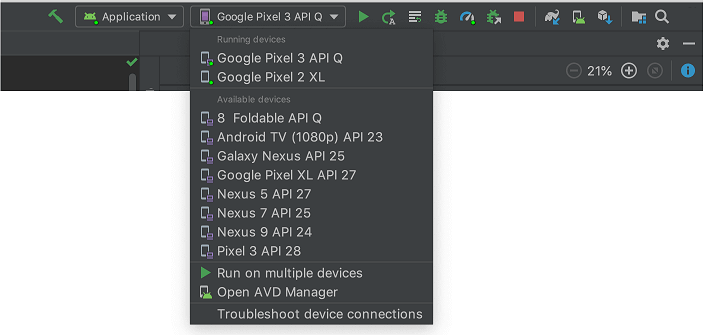 Application
Google Pixel 3 API Q
Running devices
Google Pixel 3 API Q
Google Pixel 2 XL
21%
Available devices
8 Foldable API Q
Android TV (1080p) API 23
Galaxy Nexus API 25
Google Pixel XL API 27
Nexus 5 API 27
Nexus 7 API 25
Nexus 9 API 24
Pixel 3 API 28
Run on multiple devices
Open AVD Manager
Troubleshoot device connections